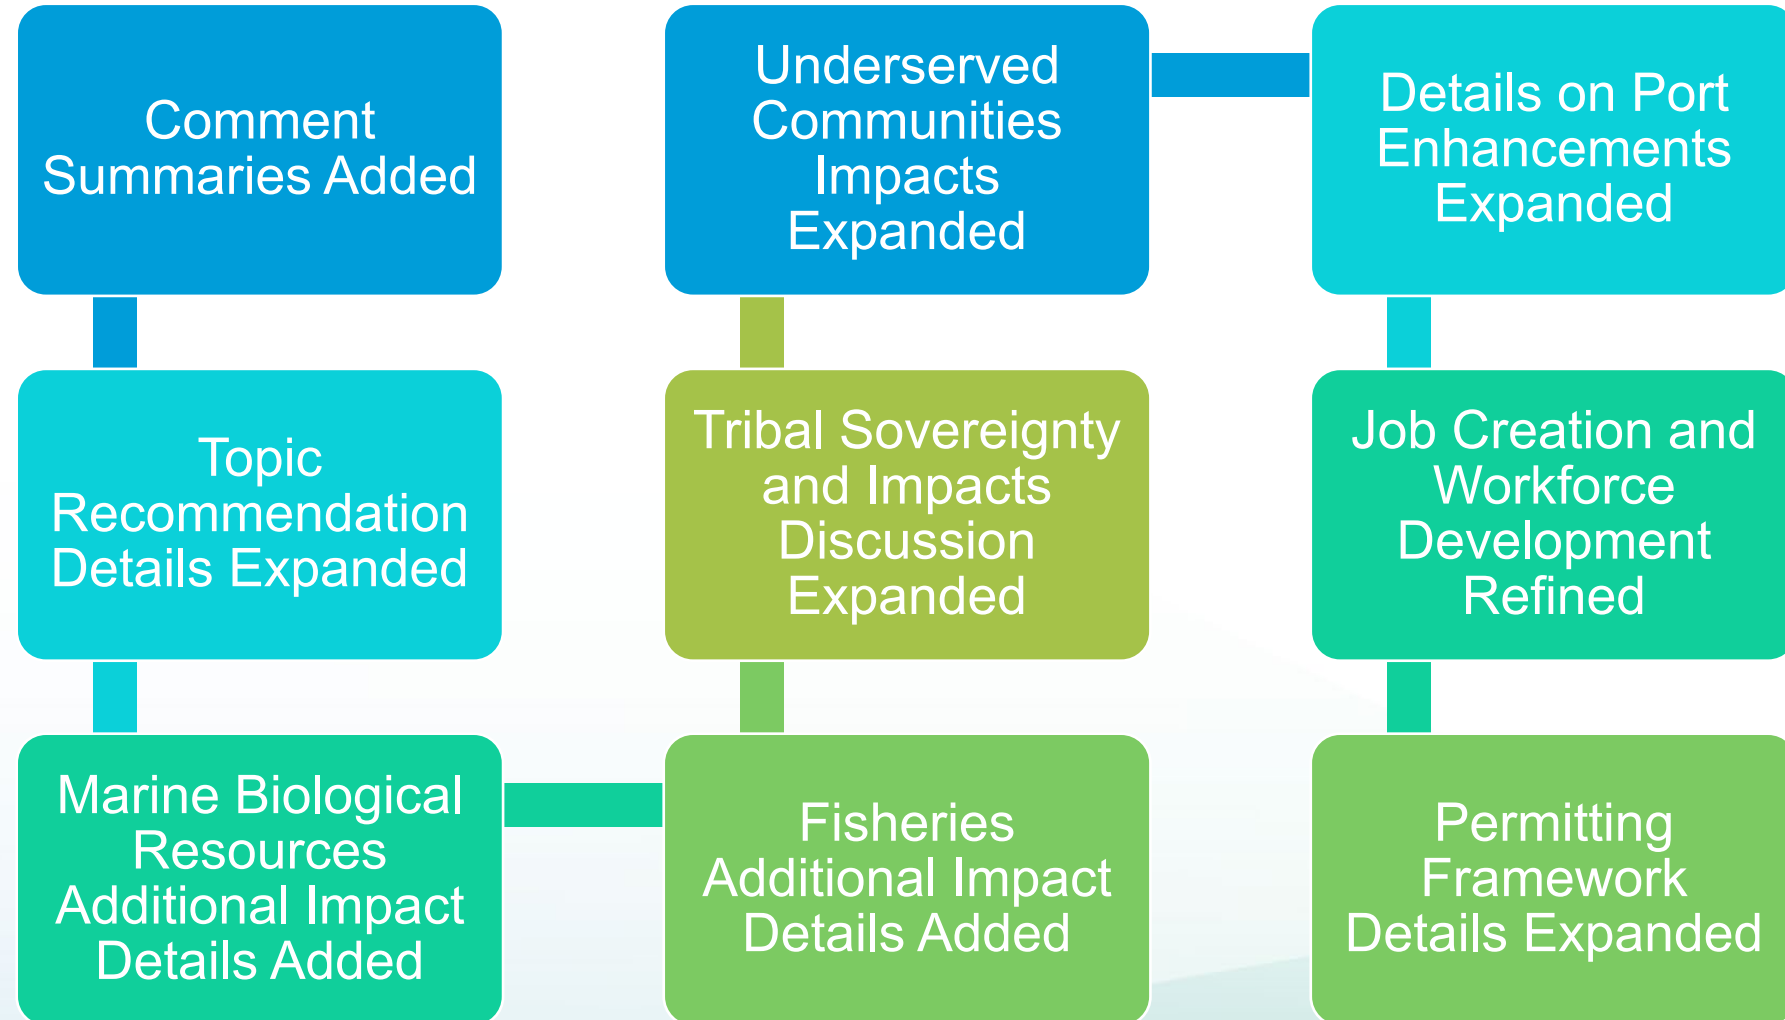 Comment
Summaries Added
Topic
Recommendation
Details Expanded
Marine Biological
Resources
Additional Impact
Details Added
Fisheries
Additional Impact
Details Added
Tribal Sovereignty
and Impacts
Discussion
Expanded
Underserved
Communities
Impacts
Expanded
Details on Port
Enhancements
Expanded
Job Creation and
Workforce
Development
Refined
Permitting
Framework
Details Expanded